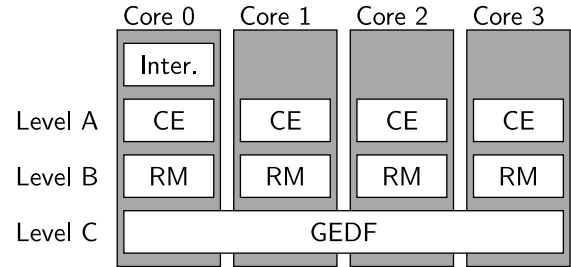 Core 0 Core 1 Core 2 Core 3
Inter.
Level A CE CE CE CE
Level B RM RM RM RM
Level C GEDF